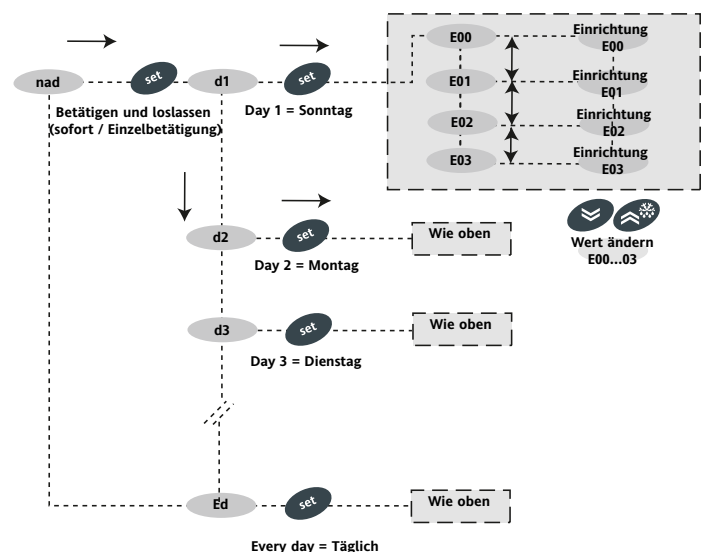 nad
set
d1
set
Betätigen und loslassen
(sofort / Einzelbetätigung)
Day 1 = Sonntag
E00
Einrichtung
E00
E01
Einrichtung
E01
E02
Einrichtung
E02
E03
Einrichtung
E03
Wert ändern
E00...03
d2
set
Wie oben
Day 2 = Montag
d3
set
Wie oben
Day 3 = Dienstag
Ed
set
Wie oben
Every day = Täglich